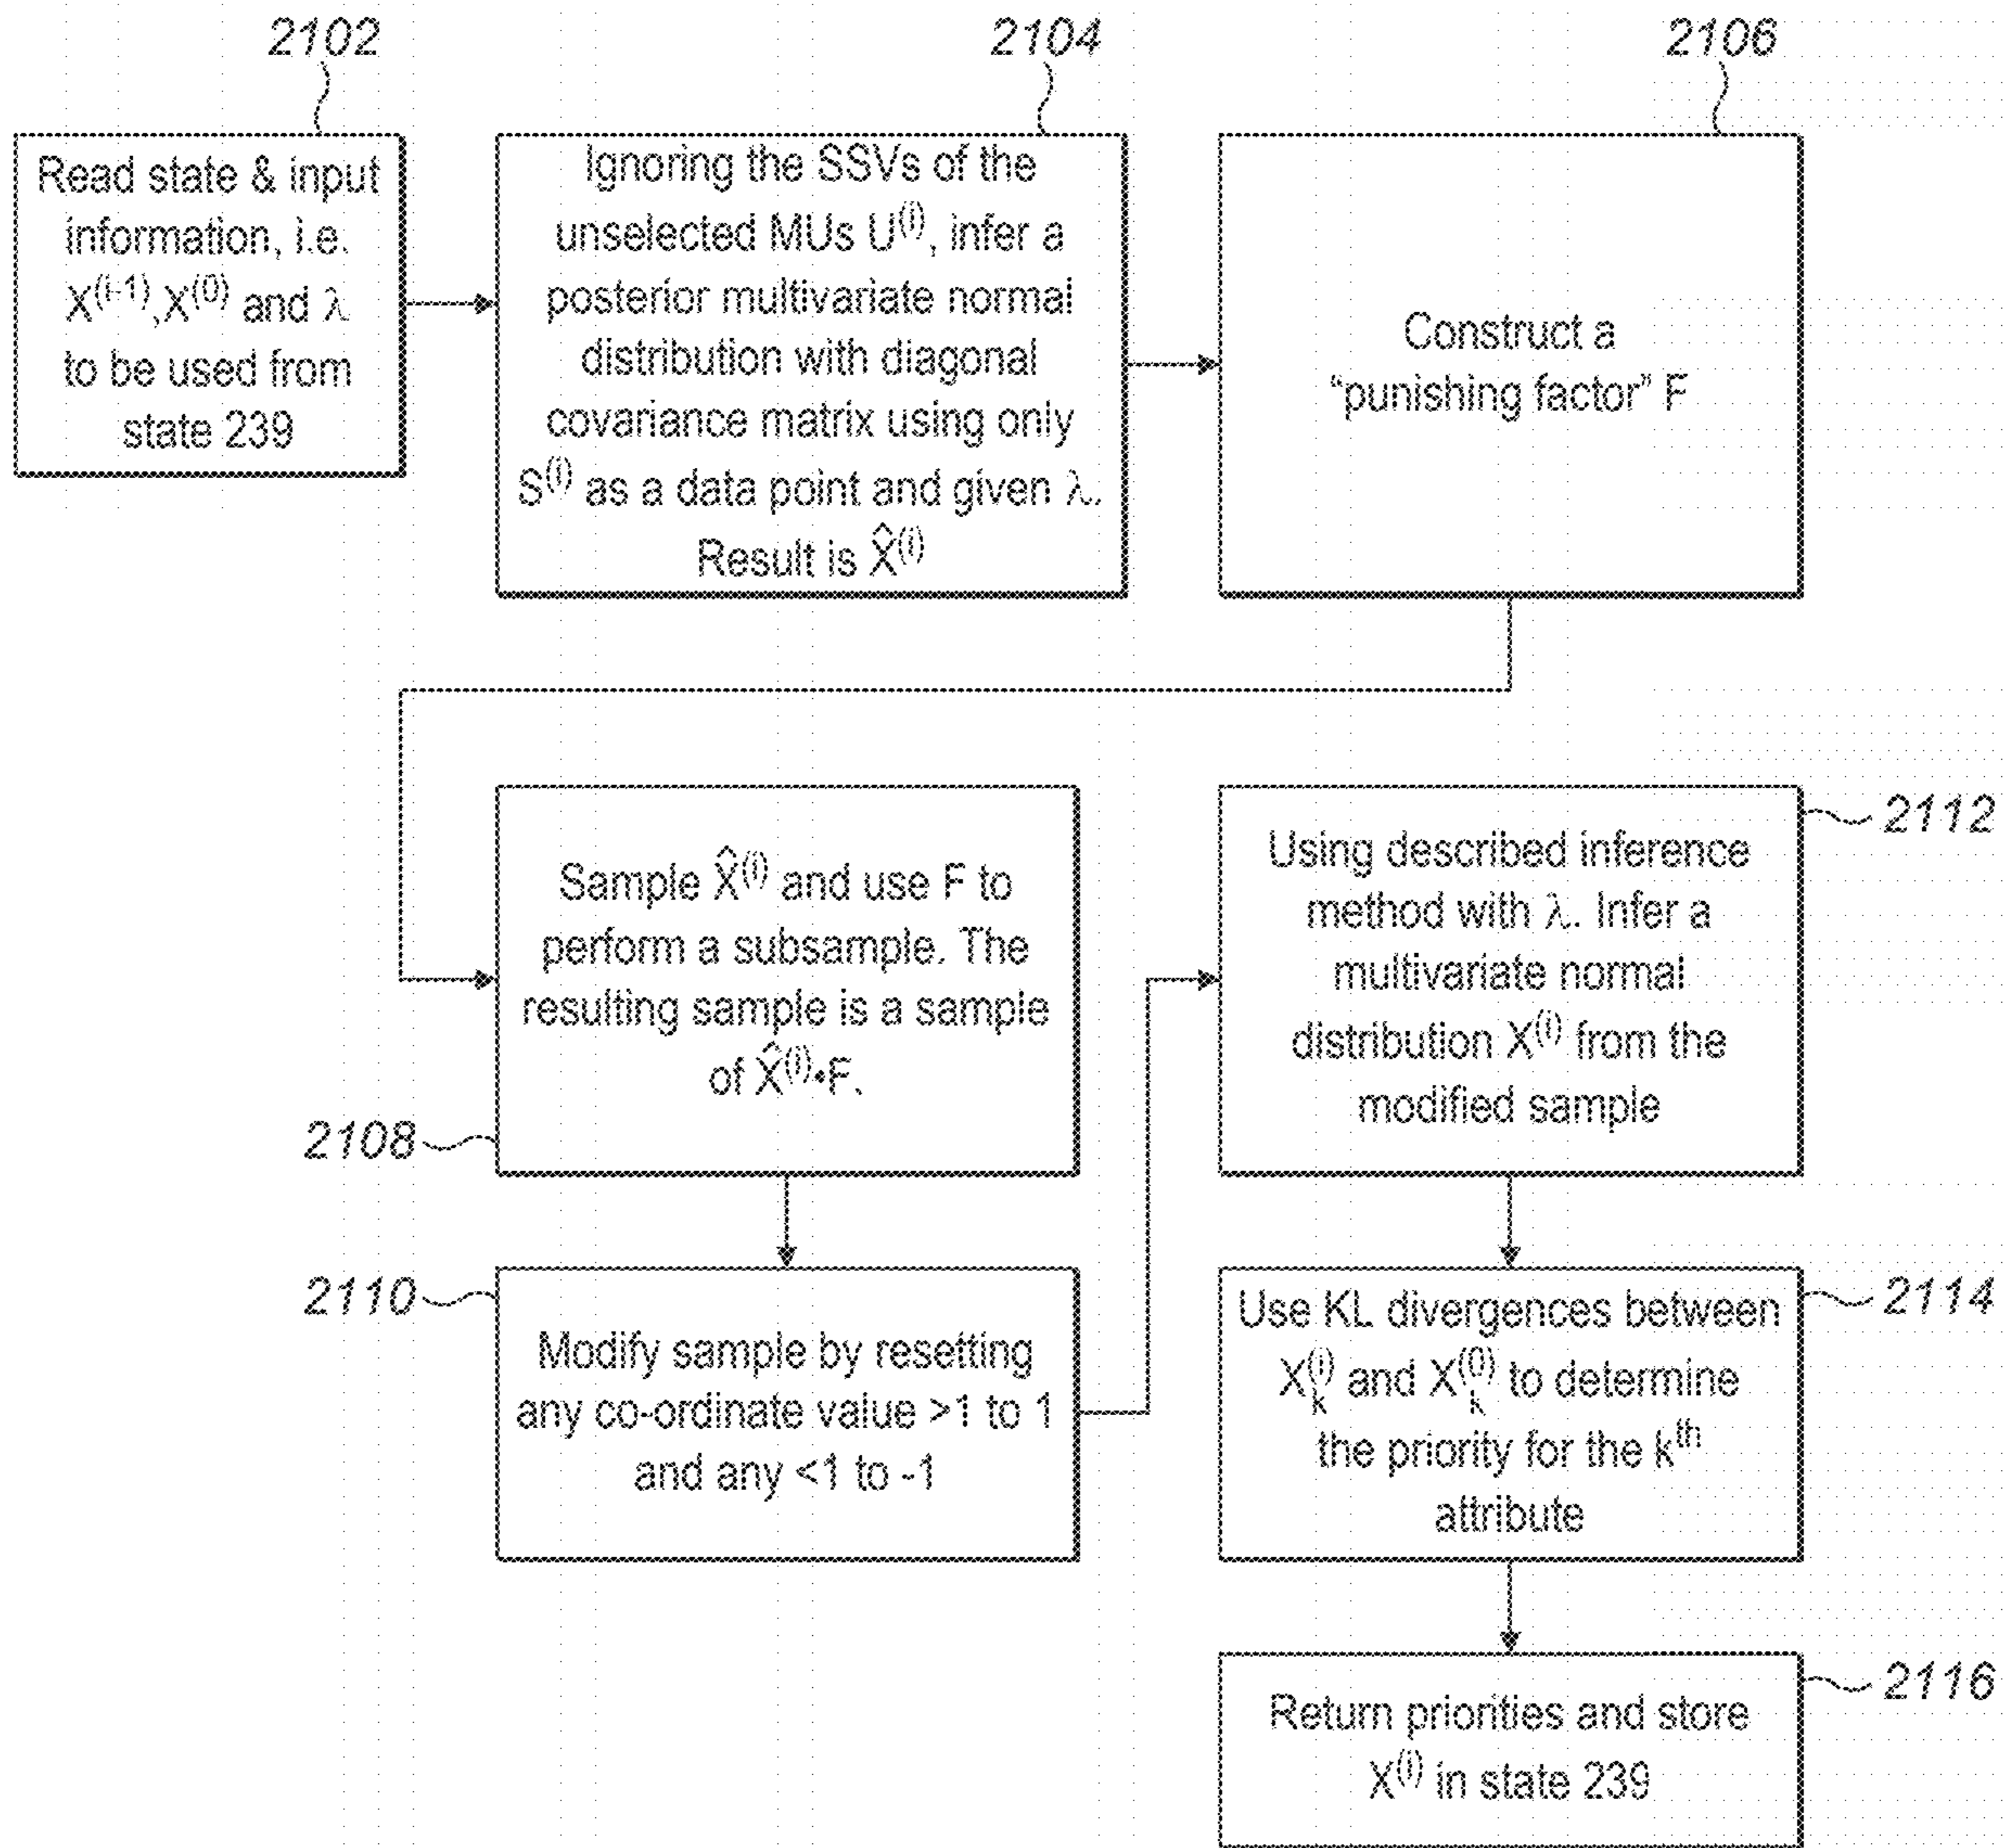 2102
Read state & input
information, i.e.
X^(i-1),X^(0) and λ
to be used from
state 239
2104
Ignoring the SSVs of the
unselected MUs U^(i), infer a
posterior multivariate normal
distribution with diagonal
covariance matrix using only
S^(i) as a data point and given λ.
Result is X̂^(i)
2106
Construct a
“punishing factor” F
2108
Sample X̂^(i) and use F to
perform a subsample. The
resulting sample is a sample
of X̂^(i)•F.
2110
Modify sample by resetting
any co-ordinate value >1 to 1
and any <1 to -1
2112
Using described inference
method with λ. Infer a
multivariate normal
distribution X^(i) from the
modified sample
2114
Use KL divergences between
X_k^(i) and X_k^(0) to determine
the priority for the k^th
attribute
2116
Return priorities and store
X^(i) in state 239